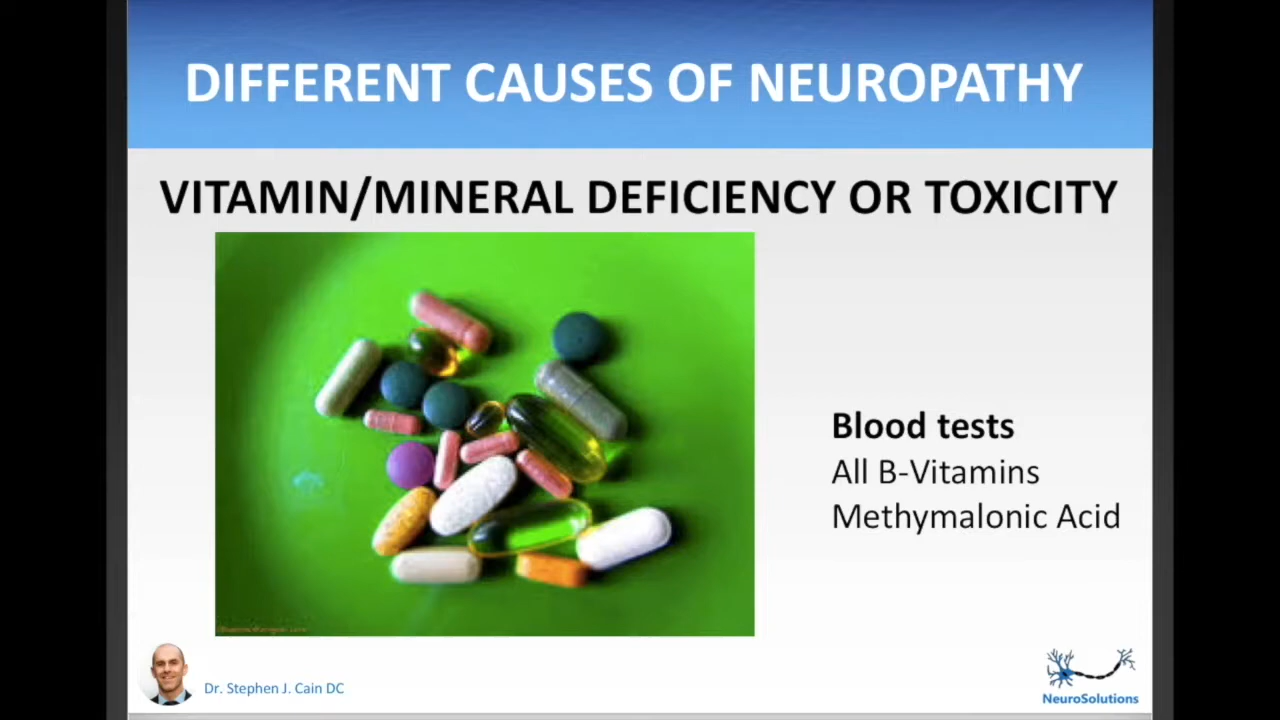 DIFFERENT CAUSES OF NEUROPATHY
VITAMIN/MINERAL DEFICIENCY OR TOXICITY
Blood tests
All B-Vitamins
Methymalonic Acid
Dr. Stephen J. Cain DC
NeuroSolutions